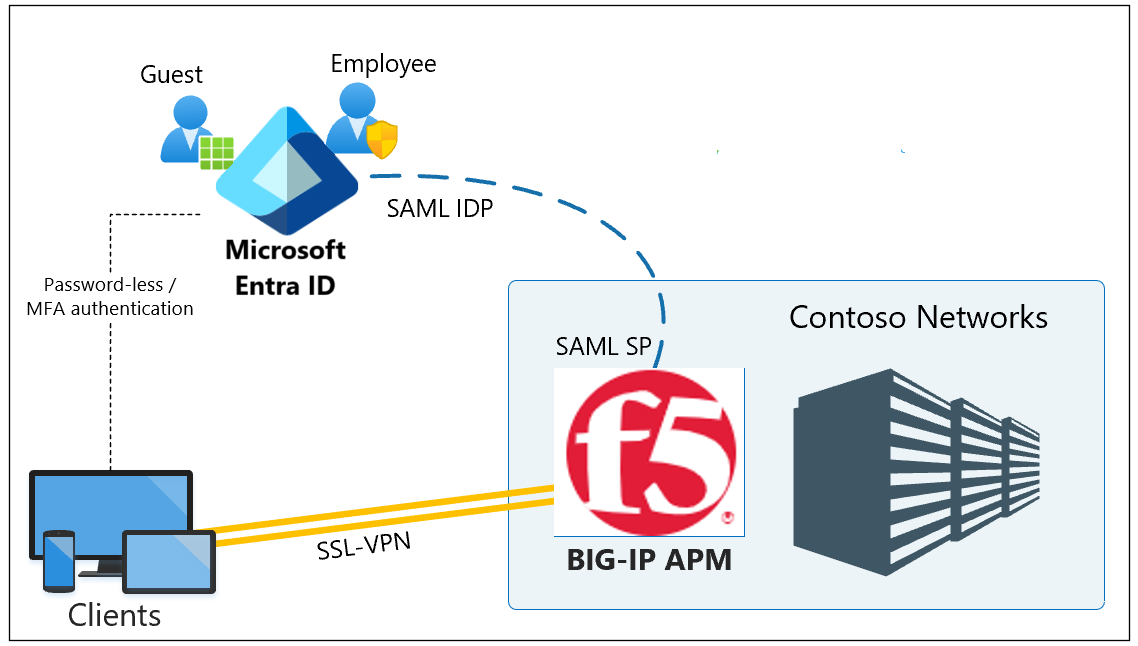 Guest
Employee
SAML IDP
Microsoft
Entra ID
Password-less /
MFA authentication
Contoso Networks
SAML SP
f5
BIG-IP APM
SSL-VPN
Clients